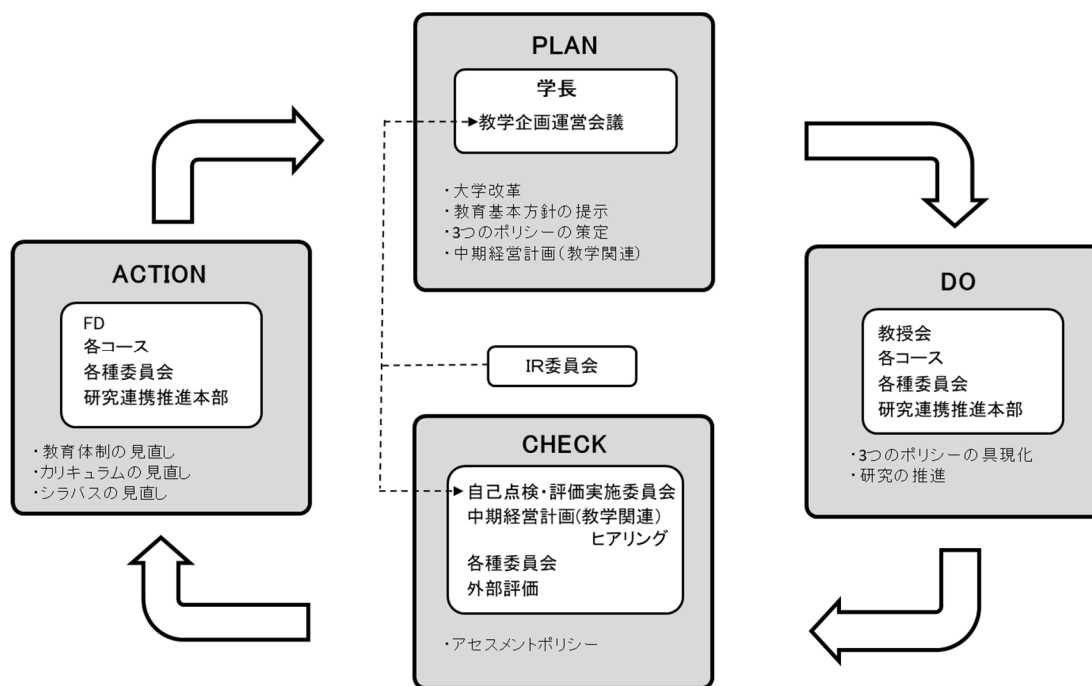 PLAN
学長
教学企画運営会議
・大学改革
・教育基本方針の提示
・3つのポリシーの策定
・中期経営計画(教学関連)
ACTION
FD
各コース
各種委員会
研究連携推進本部
・教育体制の見直し
・カリキュラムの見直し
・シラバスの見直し
IR委員会
DO
教授会
各コース
各種委員会
研究連携推進本部
・3つのポリシーの具現化
・研究の推進
CHECK
自己点検・評価実施委員会
中期経営計画(教学関連)
ヒアリング
各種委員会
外部評価
・アセスメントポリシー